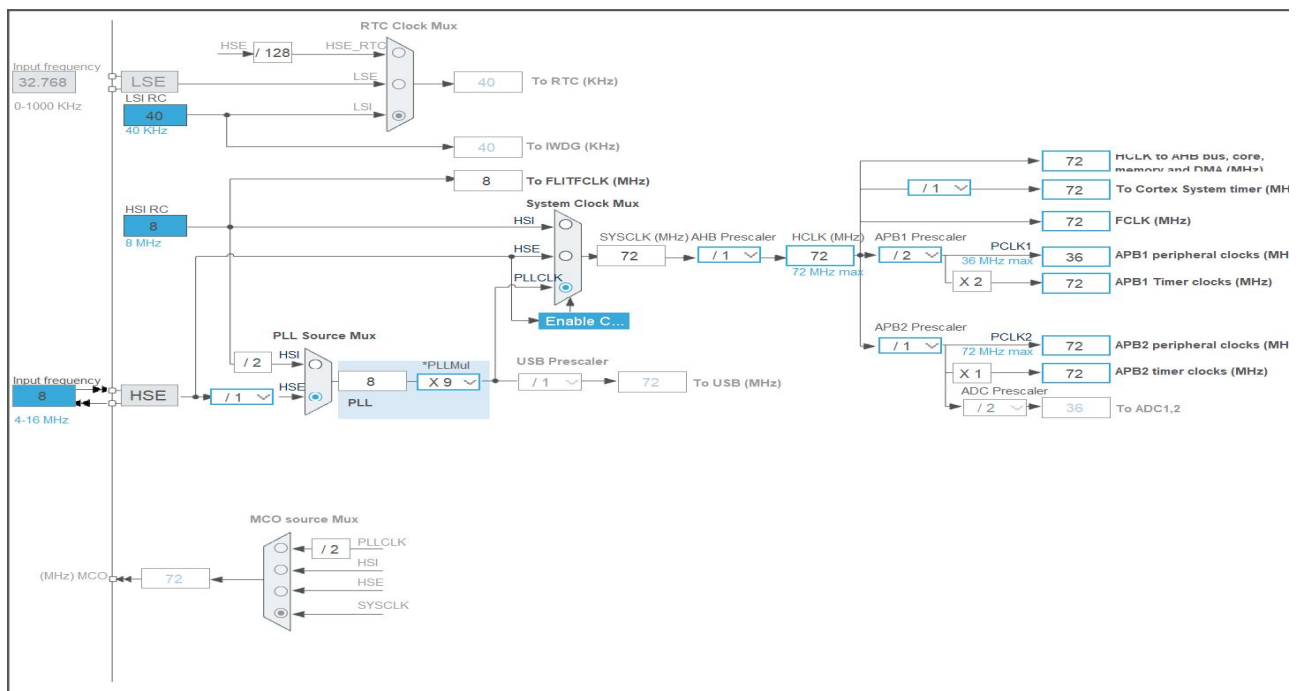 RTC Clock Mux
HSE
/ 128
HSE_RTC
Input frequency
32.768
LSE
LSE
40
To RTC (KHz)
0-1000 KHz
LSI RC
40
LSI
40 KHz
40
To IWDG (KHz)
8
To FLITFCLK (MHz)
HSI RC
8
8 MHz
System Clock Mux
HSI
HSE
PLLCLK
Enable C...
SYSCLK (MHz)
72
AHB Prescaler
/ 1
HCLK (MHz)
72
72 MHz max
72
HCLK to AHB bus, core,
memory and DMA (MHz)
/ 1
72
To Cortex System timer (MH
72
FCLK (MHz)
APB1 Prescaler
/ 2
PCLK1
36 MHz max
36
APB1 peripheral clocks (MH
X 2
72
APB1 Timer clocks (MHz)
APB2 Prescaler
/ 1
PCLK2
72 MHz max
72
APB2 peripheral clocks (MH
X 1
72
APB2 timer clocks (MHz)
ADC Prescaler
/ 2
36
To ADC1,2
PLL Source Mux
/ 2
HSI
Input frequency
8
HSE
4-16 MHz
/ 1
HSE
8
*PLLMul
X 9
PLL
USB Prescaler
/ 1
72
To USB (MHz)
MCO source Mux
/ 2
PLLCLK
HSI
HSE
SYSCLK
(MHz) MCO
72